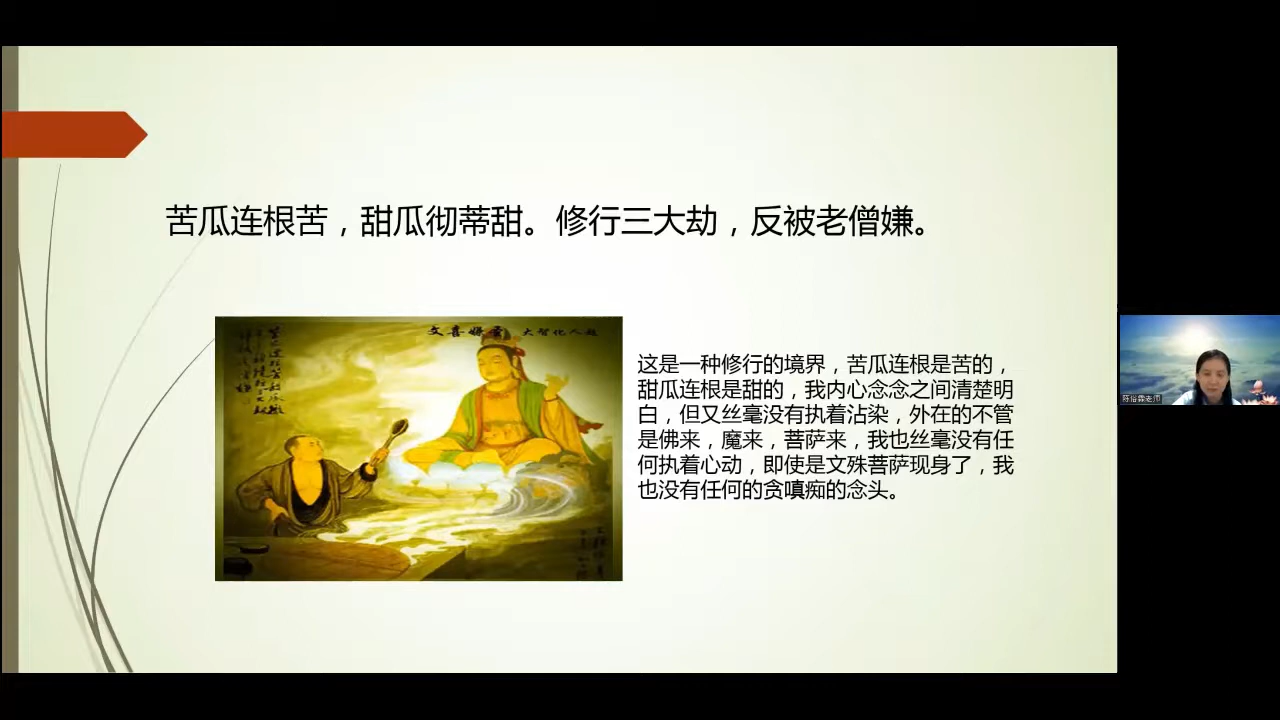 苦瓜连根苦，甜瓜彻蒂甜。修行三大劫，反被老僧嫌。
文喜
这是一种修行的境界，苦瓜连根是苦的，
甜瓜连根是甜的，我内心念念之间清楚明
白，但又丝毫没有执着沾染，外在的不管
是佛来，魔来，菩萨来，我也丝毫没有任
何执着心动，即使是文殊菩萨现身了，我
也没有任何的贪嗔痴的念头。